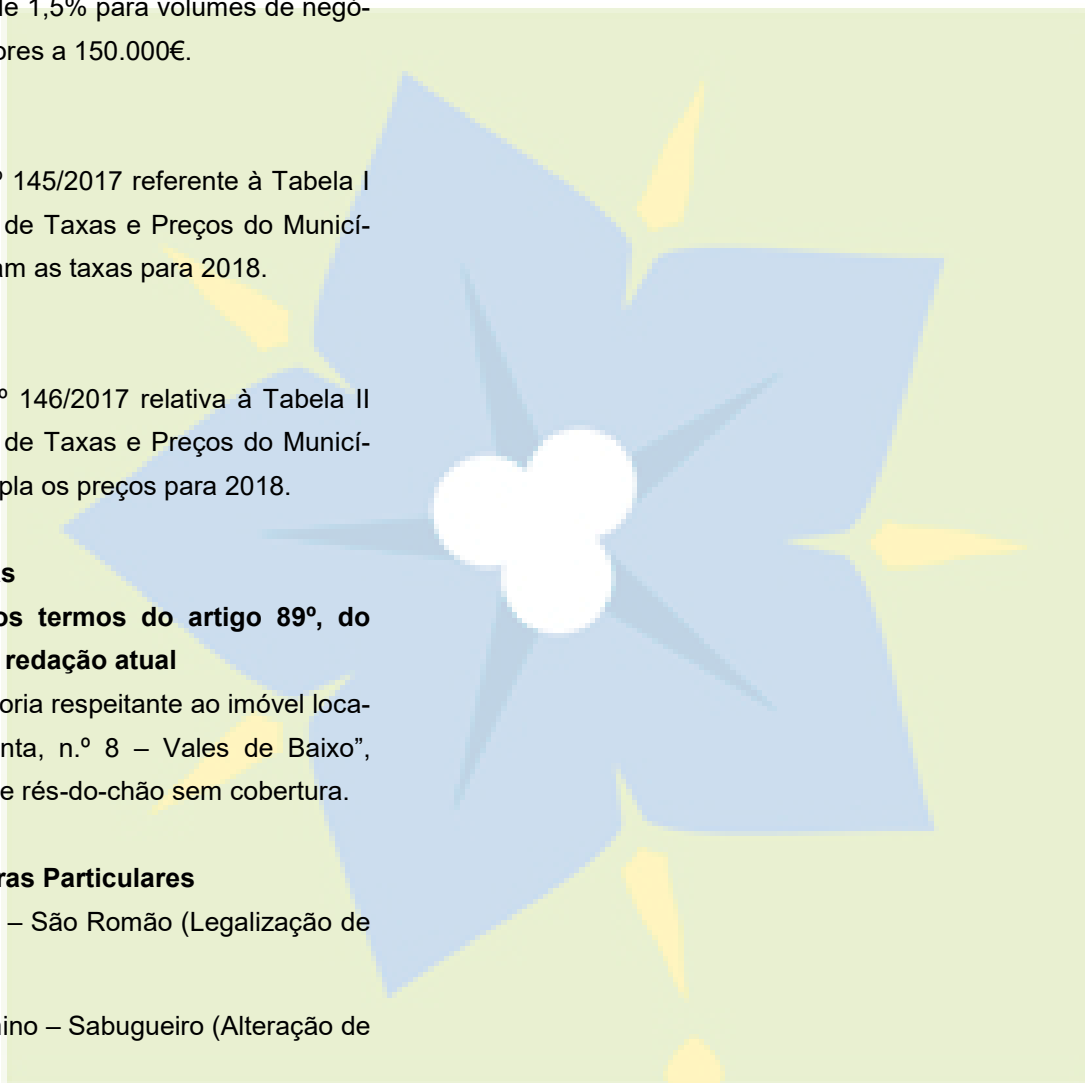 de 1,5% para volumes de negó-
ores a 150.000€.
º 145/2017 referente à Tabela I
de Taxas e Preços do Municí-
am as taxas para 2018.
º 146/2017 relativa à Tabela II
de Taxas e Preços do Municí-
pla os preços para 2018.
s
os termos do artigo 89º, do
redação atual
oria respeitante ao imóvel loca-
nta, n.º 8 – Vales de Baixo”,
e rés-do-chão sem cobertura.
ras Particulares
– São Romão (Legalização de
ino – Sabugueiro (Alteração de